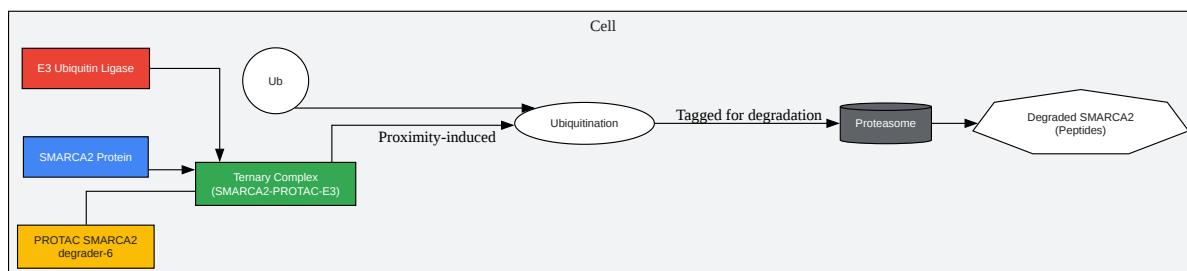 Cell
E3 Ubiquitin Ligase
Ub
SMARCA2 Protein
Ternary Complex
(SMARCA2-PROTAC-E3)
PROTAC SMARCA2
degrader-6
Proximity-induced
Ubiquitination
Tagged for degradation
Proteasome
Degraded SMARCA2
(Peptides)